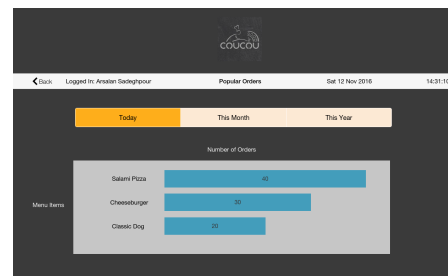 COUCOU
Back Logged In: Arsalan Sadeghpour Popular Orders Sat 12 Nov 2016 14:31:10
Today This Month This Year
Number of Orders
Salami Pizza 40
Menu Items Cheeseburger 30
Classic Dog 20